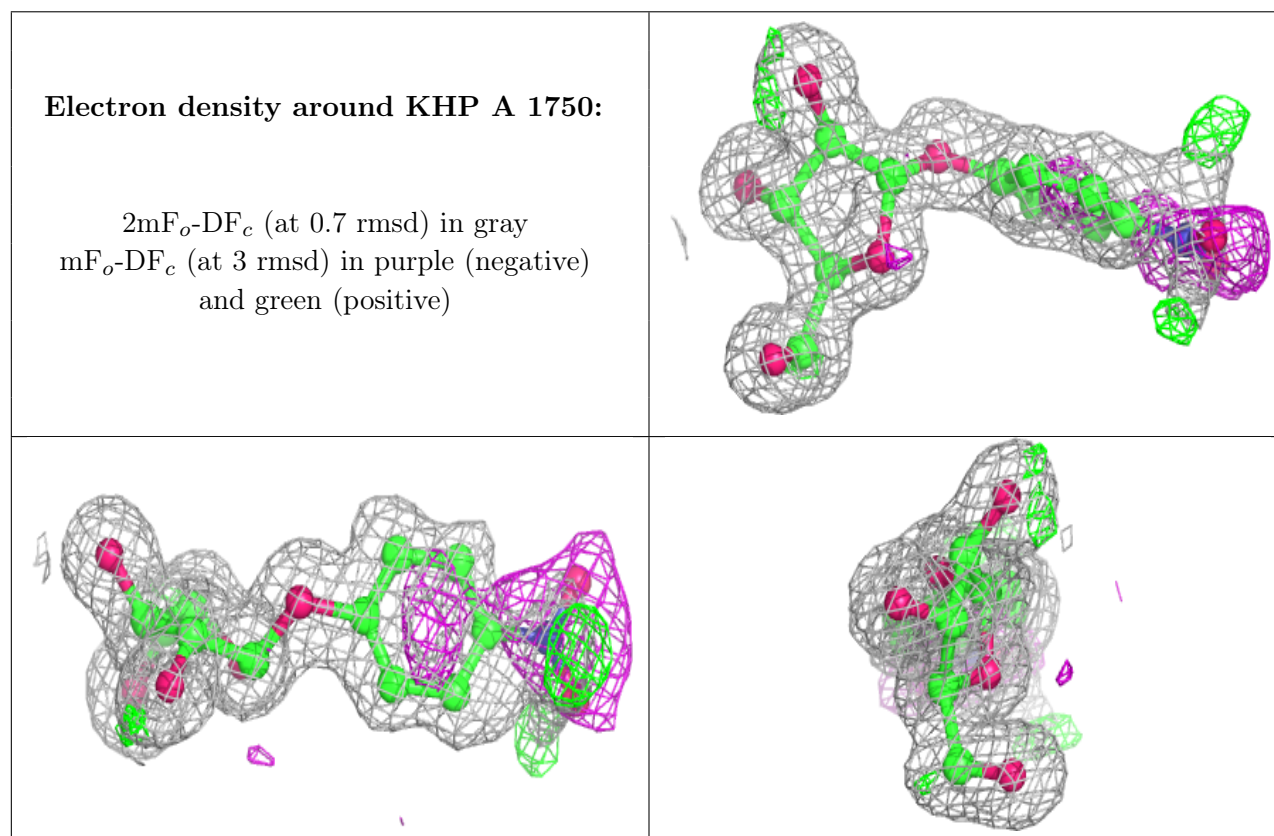 Electron density around KHP A 1750:
2mFo-DFc (at 0.7 rmsd) in gray
mFo-DFc (at 3 rmsd) in purple (negative)
and green (positive)